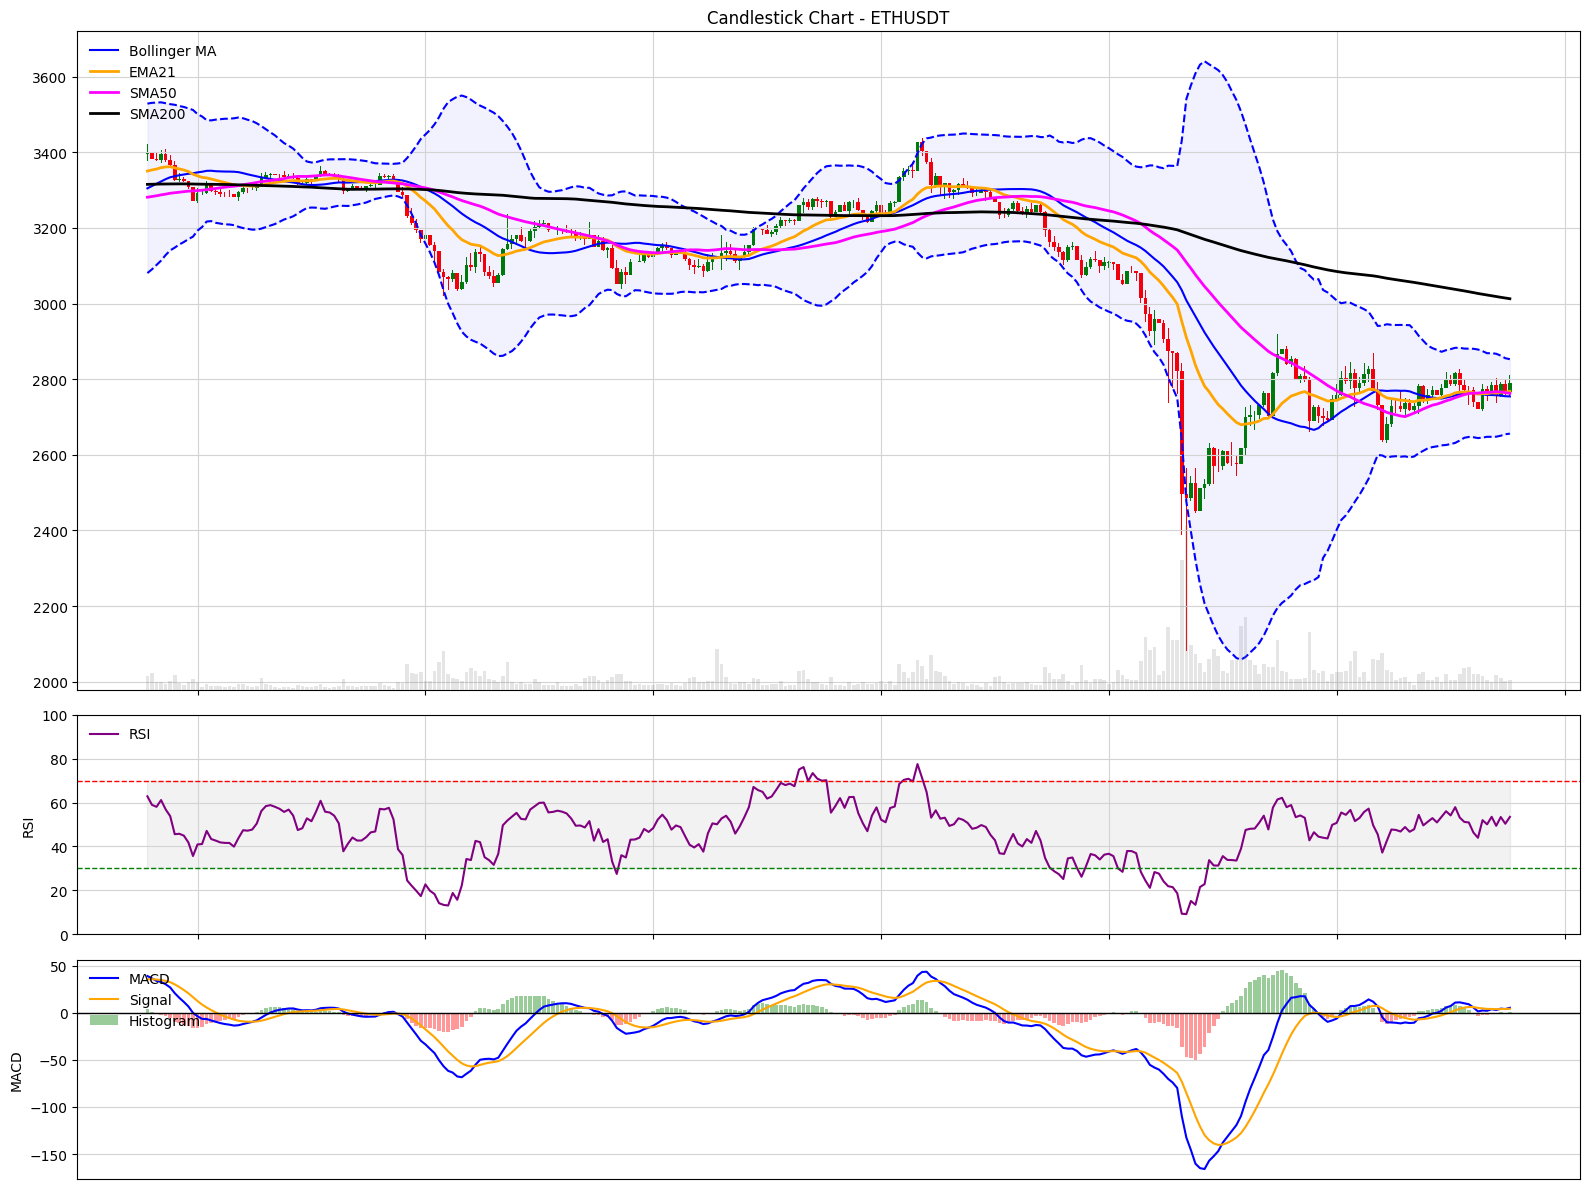 Candlestick Chart - ETHUSDT
Bollinger MA
EMA21
SMA50
SMA200
3600
3400
3200
3000
2800
2600
2400
2200
2000
RSI
100
80
60
40
20
0
RSI
MACD
Signal
Histogram
50
0
−50
−100
−150
MACD